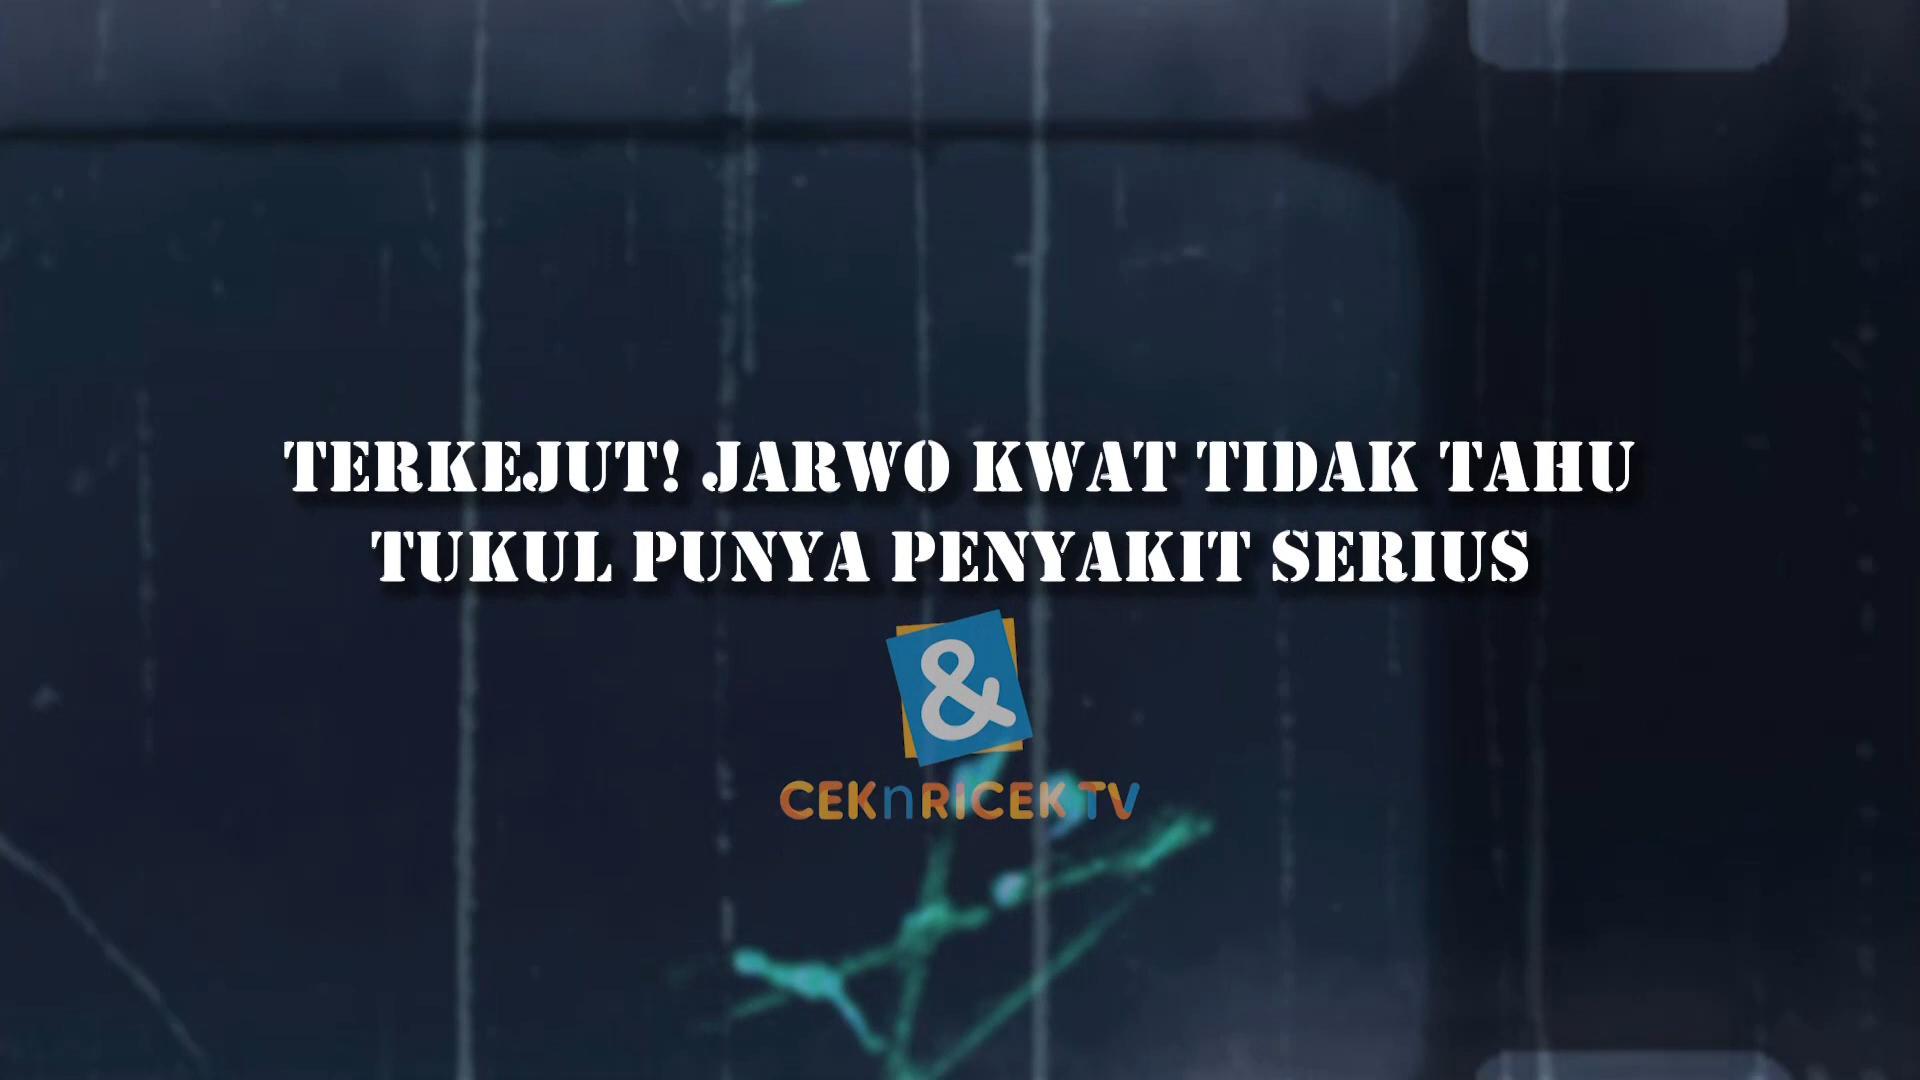 TERKEJUT! JARWO KWAT TIDAK TAHU
TUKUL PUNYA PENYAKIT SERIUS
&
CEKnRICEK TV